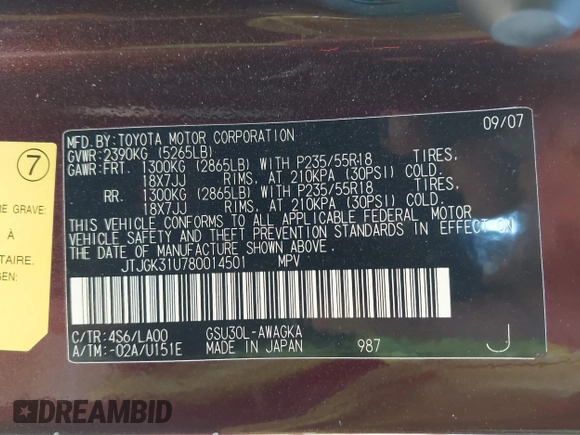 MFD.BY:TOYOTA MOTOR CORPORATION 09/07
GVWR:2390KG (5265LB)
GAWR:FRT. 1300KG (2865LB) WITH P235/55R18 TIRES,
18X7JJ RIMS, AT 210KPA (30PSI) COLD.
RR. 1300KG (2865LB) WITH P235/55R18 TIRES,
18X7JJ RIMS, AT 210KPA (30PSI) COLD.
THIS VEHICLE CONFORMS TO ALL APPLICABLE FEDERAL MOTOR
VEHICLE SAFETY AND THEFT PREVENTION STANDARDS IN EFFECT ON
THE DATE OF MANUFACTURE SHOWN ABOVE.
JTJGK31U780014501 MPV
C/TR:4S6/LA00 GSU30L-AWAGKA
A/TM:-02A/U151E MADE IN JAPAN 987 J
7
E GRAVE:
À
TAIRE.
GEN:
DREAMBID